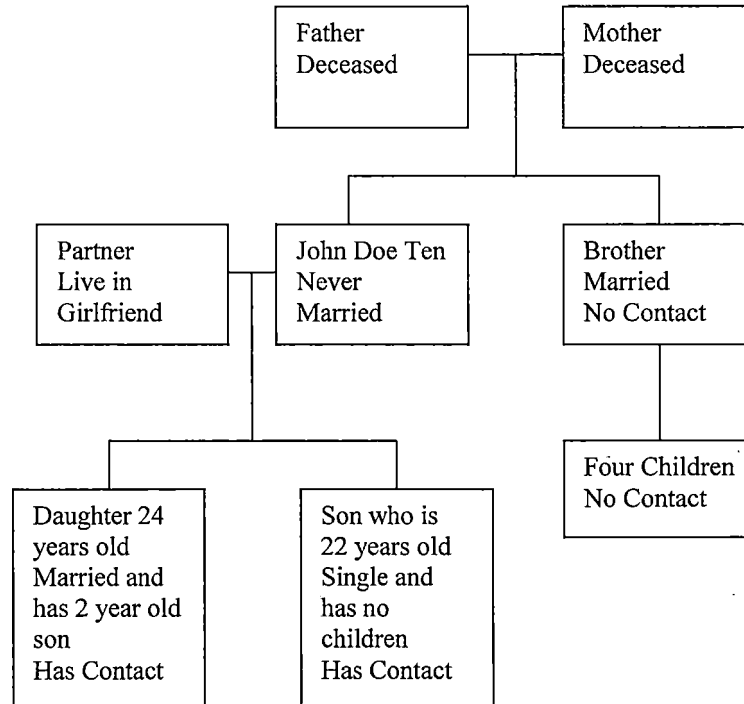 Father
Deceased
Mother
Deceased
Partner
Live in
Girlfriend
John Doe Ten
Never
Married
Brother
Married
No Contact
Four Children
No Contact
Daughter 24
years old
Married and
has 2 year old
son
Has Contact
Son who is
22 years old
Single and
has no
children
Has Contact